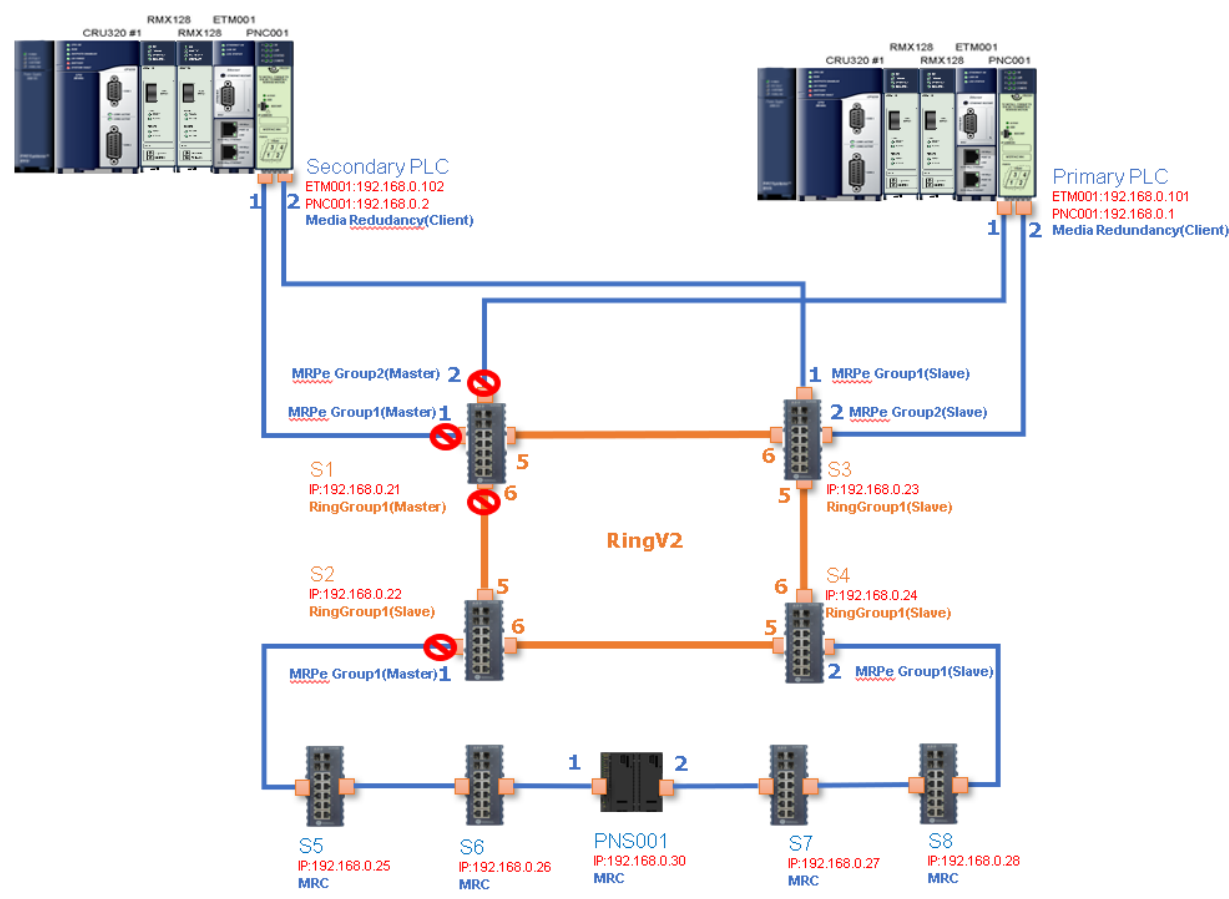 RMX128 ETM001
CRU320 #1 RMX128 PNC001
RMX128 ETM001
CRU320 #1 RMX128 PNC001
Secondary PLC
ETM001:192.168.0.102
PNC001:192.168.0.2
Media Redudancy(Client)
1 2
Primary PLC
ETM001:192.168.0.101
PNC001:192.168.0.1
Media Redundancy(Client)
1 2
MRPe Group2(Master) 2
MRPe Group1(Master) 1
1 MRPe Group1(Slave)
2 MRPe Group2(Slave)
5
6
S1
IP:192.168.0.21
RingGroup1(Master)
6
5
S3
IP:192.168.0.23
RingGroup1(Slave)
RingV2
S2
IP:192.168.0.22
RingGroup1(Slave)
5
6
S4
IP:192.168.0.24
RingGroup1(Slave)
6
5
MRPe Group1(Master) 1
2 MRPe Group1(Slave)
1 2
S5
IP:192.168.0.25
MRC
S6
IP:192.168.0.26
MRC
PNS001
IP:192.168.0.30
MRC
S7
IP:192.168.0.27
MRC
S8
IP:192.168.0.28
MRC